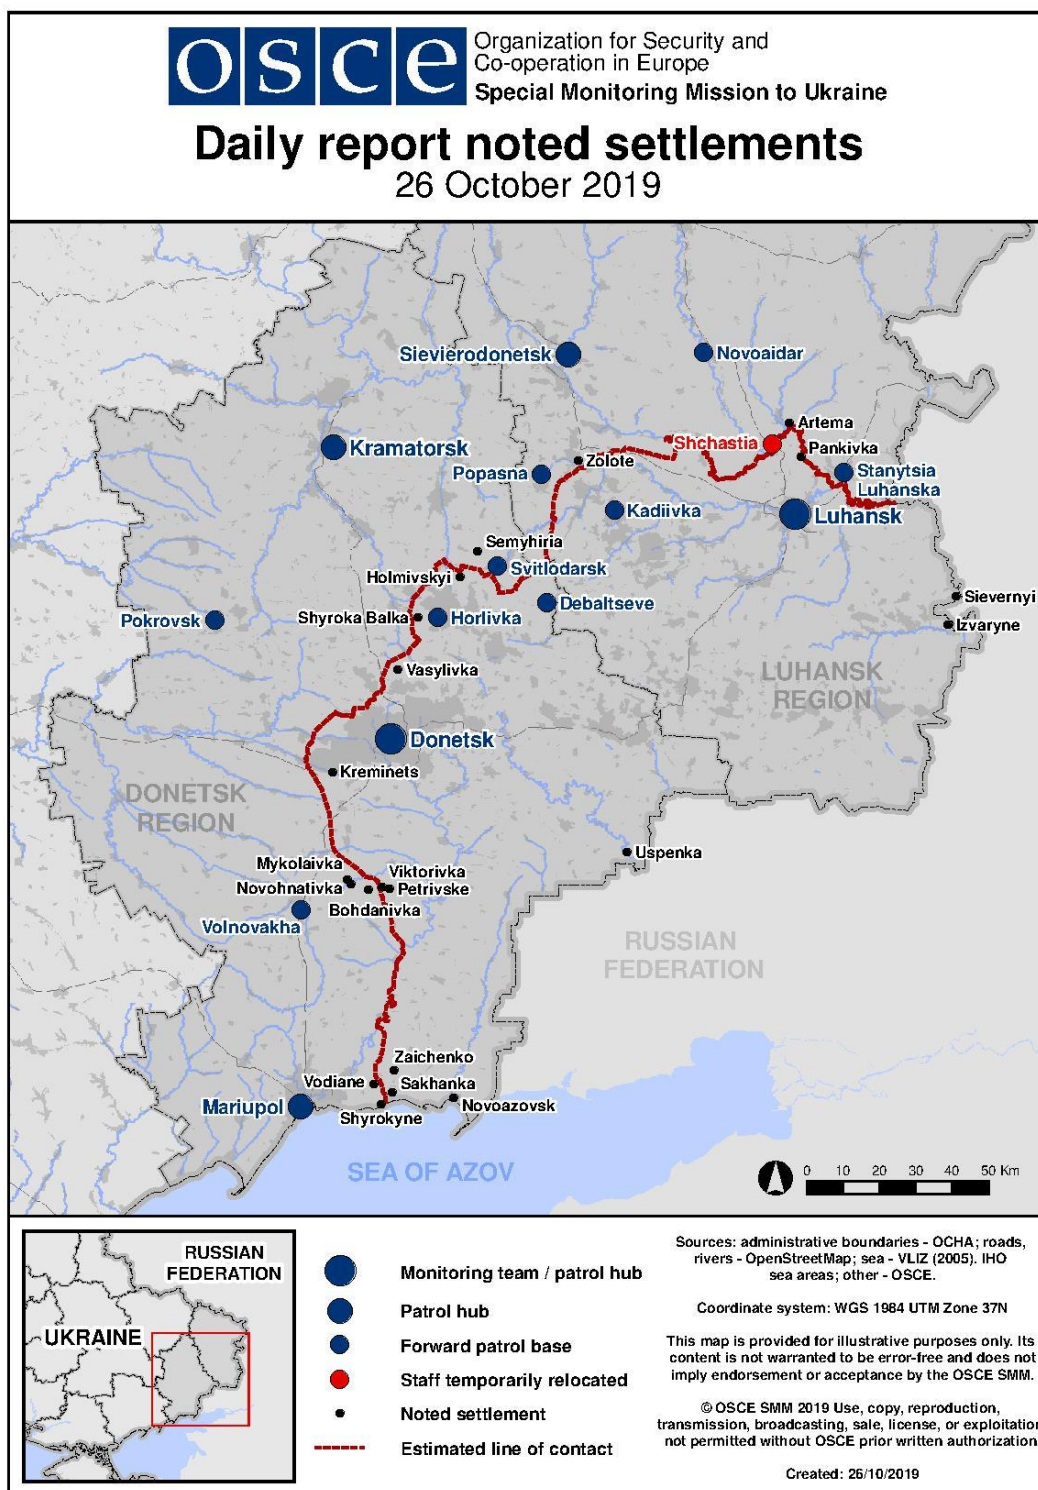 osce
Organization for Security and
Co-operation in Europe
Special Monitoring Mission to Ukraine
Daily report noted settlements
26 October 2019
Sievierodonetsk
Novoaidar
Artema
Shchastia
Kramatorsk
Pankivka
Zolote
Popasna
Stanytsia
Luhanska
Kadiivka
Luhansk
Semyhiria
Svitlodarsk
Holmivskyi
Debaltseve
Sievernyi
Pokrovsk
Shyroka Balka
Horlivka
Izvaryne
Vasylivka
LUHANSK
REGION
Donetsk
Kreminets
DONETSK
REGION
Uspenka
Mykolaivka
Viktorivka
Novohnativka
Petrivske
Bohdanivka
Volnovakha
RUSSIAN
FEDERATION
Zaichenko
Vodiane
Sakhanka
Mariupol
Novoazovsk
Shyrokyne
SEA OF AZOV
0 10 20 30 40 50 Km
RUSSIAN
FEDERATION
UKRAINE
Monitoring team / patrol hub
Patrol hub
Forward patrol base
Staff temporarily relocated
Noted settlement
Estimated line of contact
Sources: administrative boundaries - OCHA; roads,
rivers - OpenStreetMap; sea - VLIZ (2005). IHO
sea areas; other - OSCE.
Coordinate system: WGS 1984 UTM Zone 37N
This map is provided for illustrative purposes only. Its
content is not warranted to be error-free and does not
imply endorsement or acceptance by the OSCE SMM.
© OSCE SMM 2019 Use, copy, reproduction,
transmission, broadcasting, sale, license, or exploitation
not permitted without OSCE prior written authorization
Created: 26/10/2019